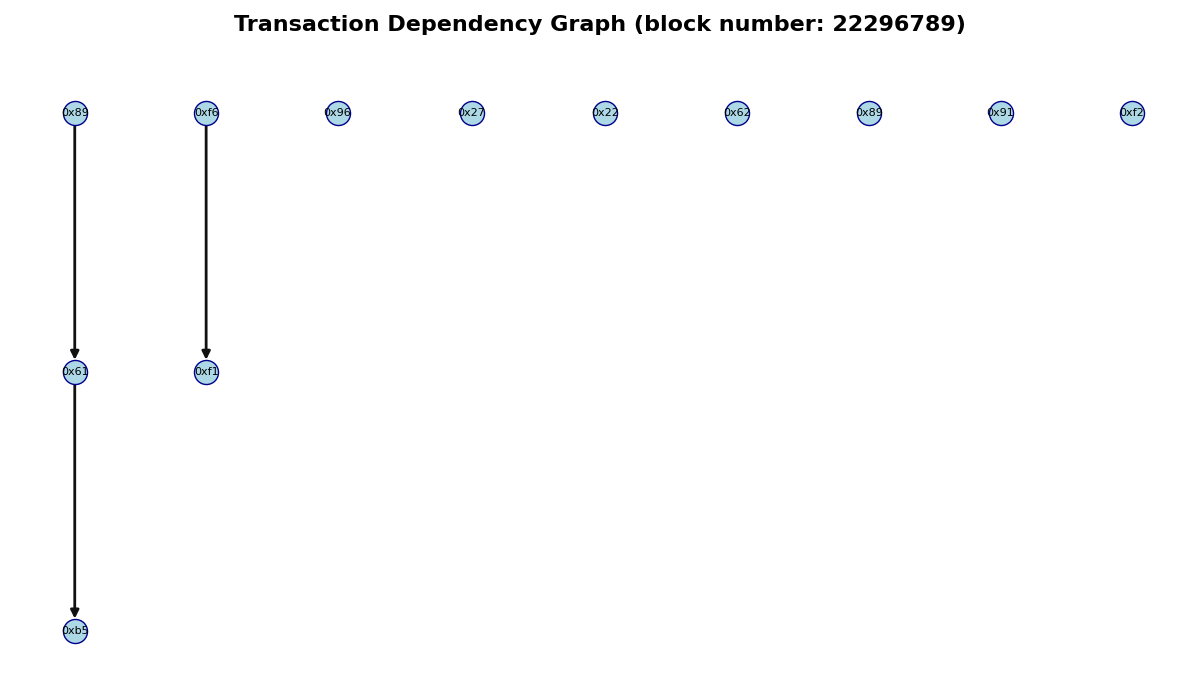 Transaction Dependency Graph (block number: 22296789)
0x89 0xf6 0x96 0x27 0x22 0x62 0x89 0x91 0xf2
0x61 0xf1
0xb5